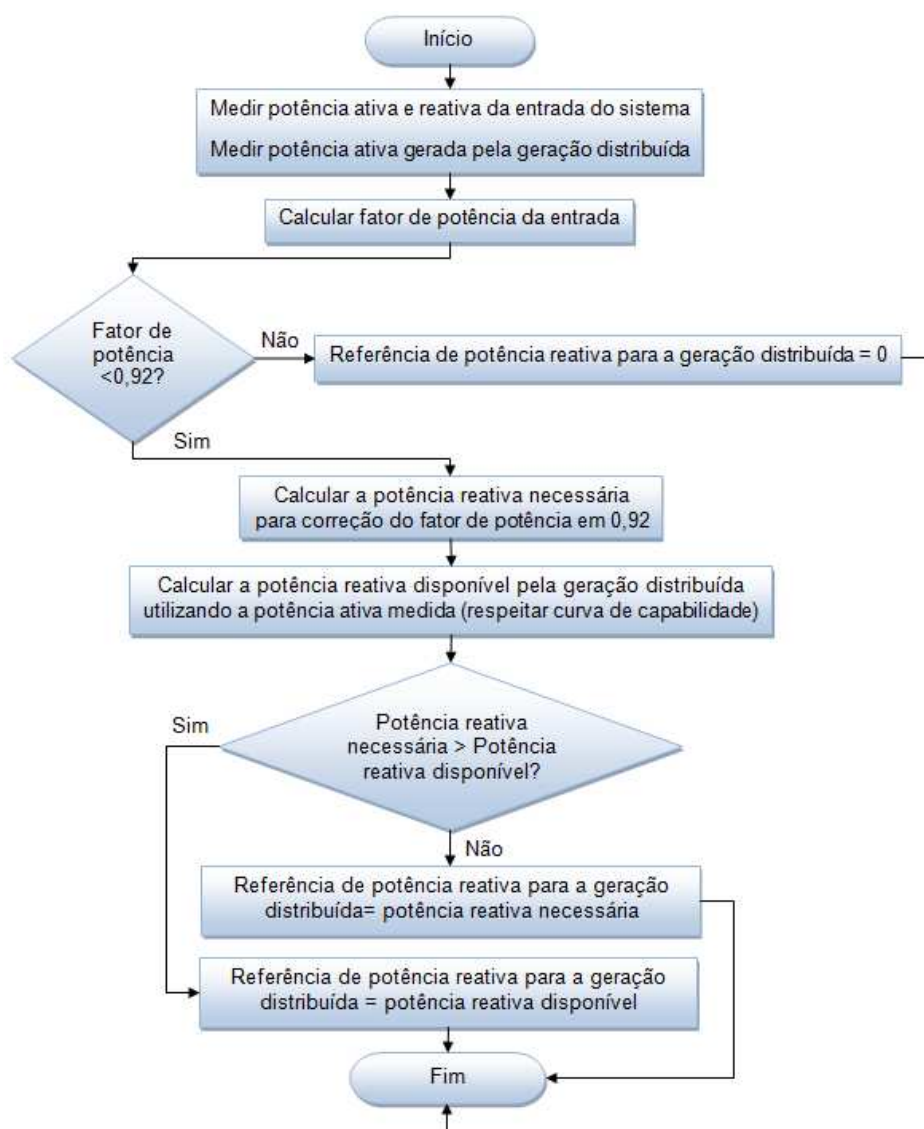 Início
Medir potência ativa e reativa da entrada do sistema
Medir potência ativa gerada pela geração distribuída
Calcular fator de potência da entrada
Fator de
potência
<0,92?
Não
Referência de potência reativa para a geração distribuída = 0
Sim
Calcular a potência reativa necessária
para correção do fator de potência em 0,92
Calcular a potência reativa disponível pela geração distribuída
utilizando a potência ativa medida (respeitar curva de capabilidade)
Sim
Potência reativa
necessária > Potência
reativa disponível?
Não
Referência de potência reativa para a geração
distribuída= potência reativa necessária
Referência de potência reativa para a geração
distribuída = potência reativa disponível
Fim